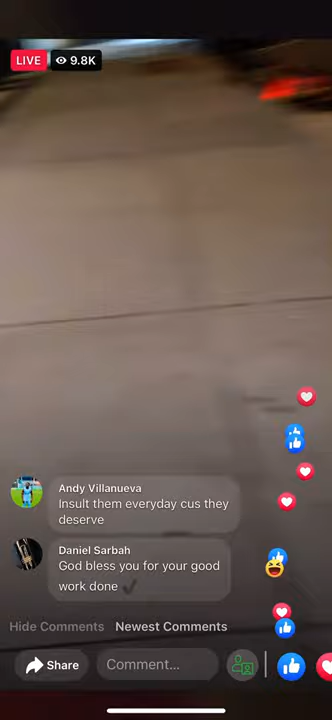 LIVE 9.8K
Andy Villanueva
Insult them everyday cus they
deserve
Daniel Sarbah
God bless you for your good
work done ✔
Hide Comments Newest Comments
Share Comment...